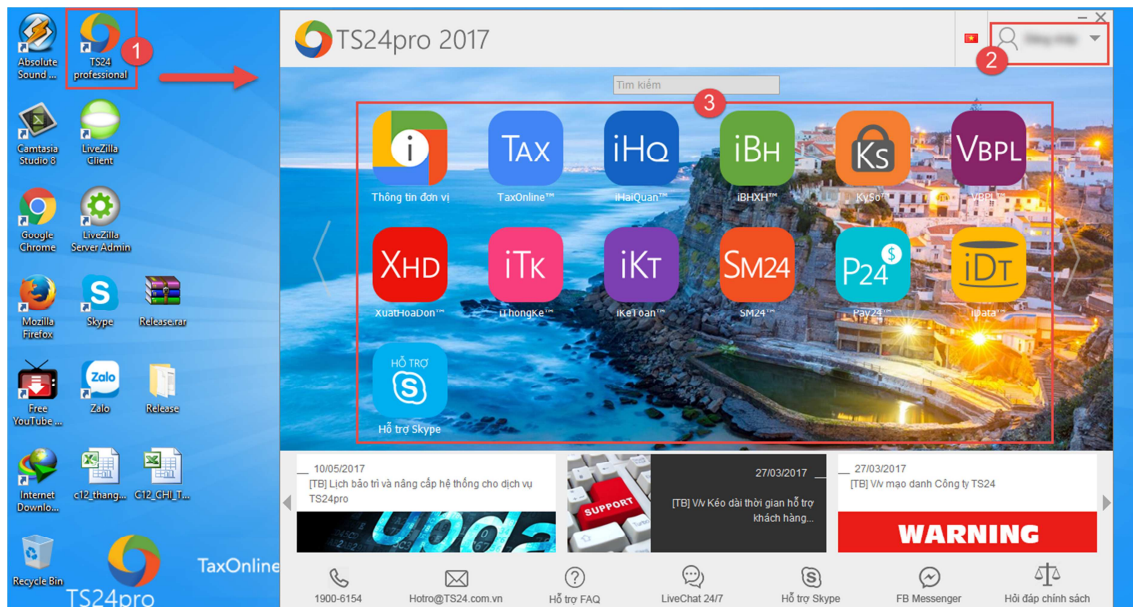 Absolute
Sound ...
TS24
professional
1
Camtasia
Studio 8
LiveZilla
Client
Google
Chrome
LiveZilla
Server Admin
Mozilla
Firefox
Skype
Release.rar
Free
YouTube ...
Zalo
Zalo
Release
Internet
Downlo...
c12_thang...
C12_CHI_T...
Recycle Bin
TS24pro
TaxOnline
TS24pro 2017
2
Tìm kiếm
3
i
TAX
iHQ
iBH
KS
VBPL
Thông tin đơn vị
TaxOnline™
iHaiQuan™
iBHXH™
KySo™
VBPL™
XHD
iTK
iKT
SM24
P24 $
iDT
XuatHoaDon™
iThongKe™
iKeToan™
SM24™
Pay24™
iData™
HỖ TRỢ
S
Hỗ trợ Skype
10/05/2017
[TB] Lịch bảo trì và nâng cấp hệ thống cho dịch vụ
TS24pro
SUPPORT
27/03/2017
[TB] V/v Kéo dài thời gian hỗ trợ
khách hàng...
27/03/2017
[TB] V/v mạo danh Công ty TS24
WARNING
1900-6154
Hotro@TS24.com.vn
Hỗ trợ FAQ
LiveChat 24/7
Hỗ trợ Skype
FB Messenger
Hỏi đáp chính sách